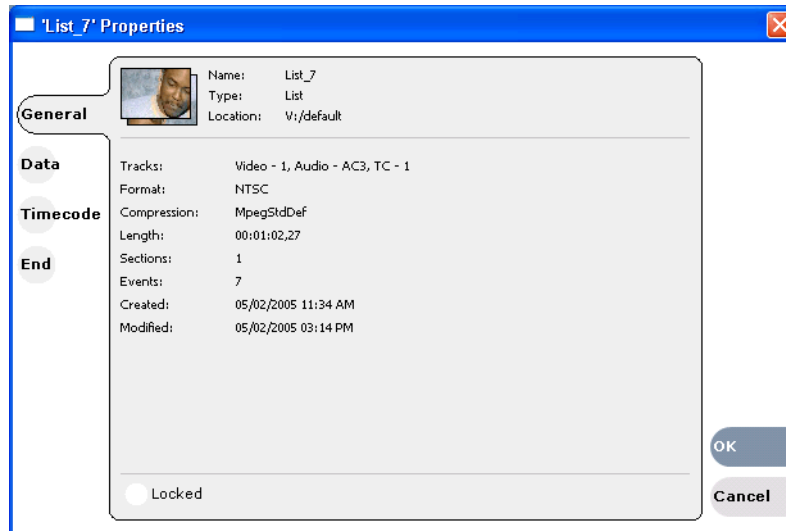 'List_7' Properties
General
Data
Timecode
End
Name: List_7
Type: List
Location: V:/default
Tracks: Video - 1, Audio - AC3, TC - 1
Format: NTSC
Compression: MpegStdDef
Length: 00:01:02,27
Sections: 1
Events: 7
Created: 05/02/2005 11:34 AM
Modified: 05/02/2005 03:14 PM
Locked
OK
Cancel